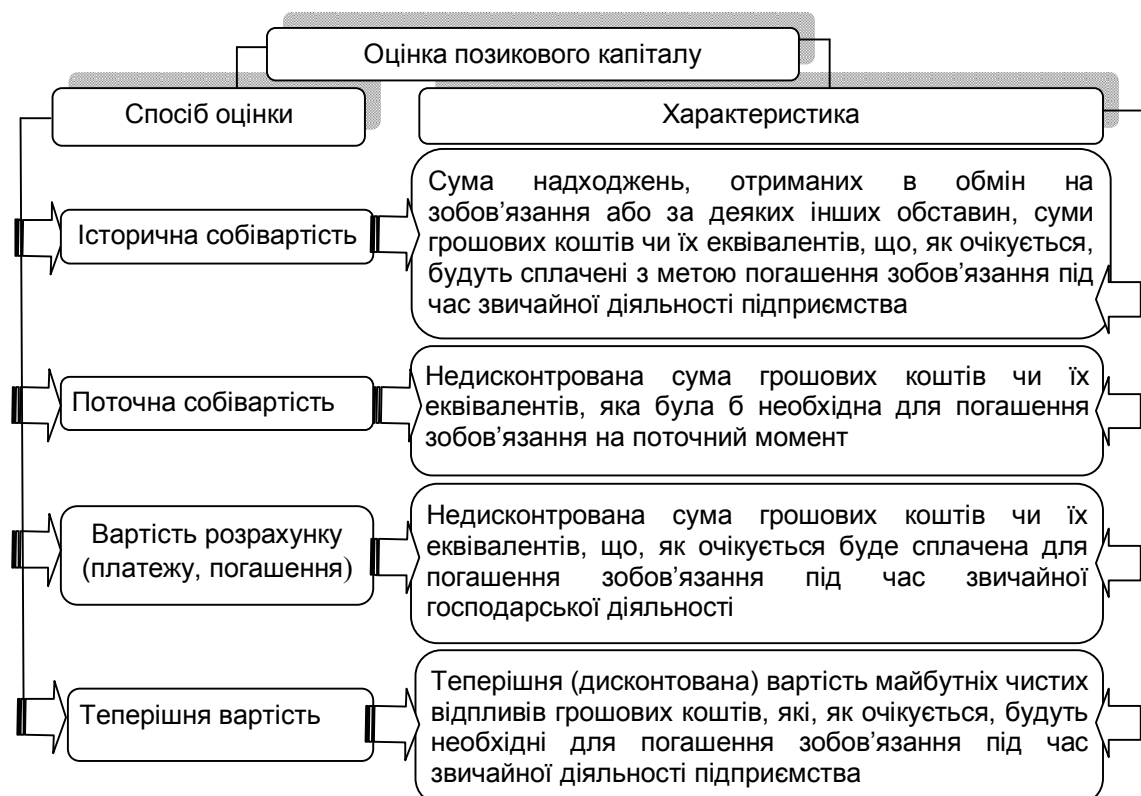 Оцінка позикового капіталу
Спосіб оцінки
Характеристика
Історична собівартість
Сума надходжень, отриманих в обмін на
зобов’язання або за деяких інших обставин, суми
грошових коштів чи їх еквівалентів, що, як очікується,
будуть сплачені з метою погашення зобов’язання під
час звичайної діяльності підприємства
Поточна собівартість
Недисконтрована сума грошових коштів чи їх
еквівалентів, яка була б необхідна для погашення
зобов’язання на поточний момент
Вартість розрахунку
(платежу, погашення)
Недисконтрована сума грошових коштів чи їх
еквівалентів, що, як очікується буде сплачена для
погашення зобов’язання під час звичайної
господарської діяльності
Теперішня вартість
Теперішня (дисконтована) вартість майбутніх чистих
відпливів грошових коштів, які, як очікується, будуть
необхідні для погашення зобов’язання під час
звичайної діяльності підприємства